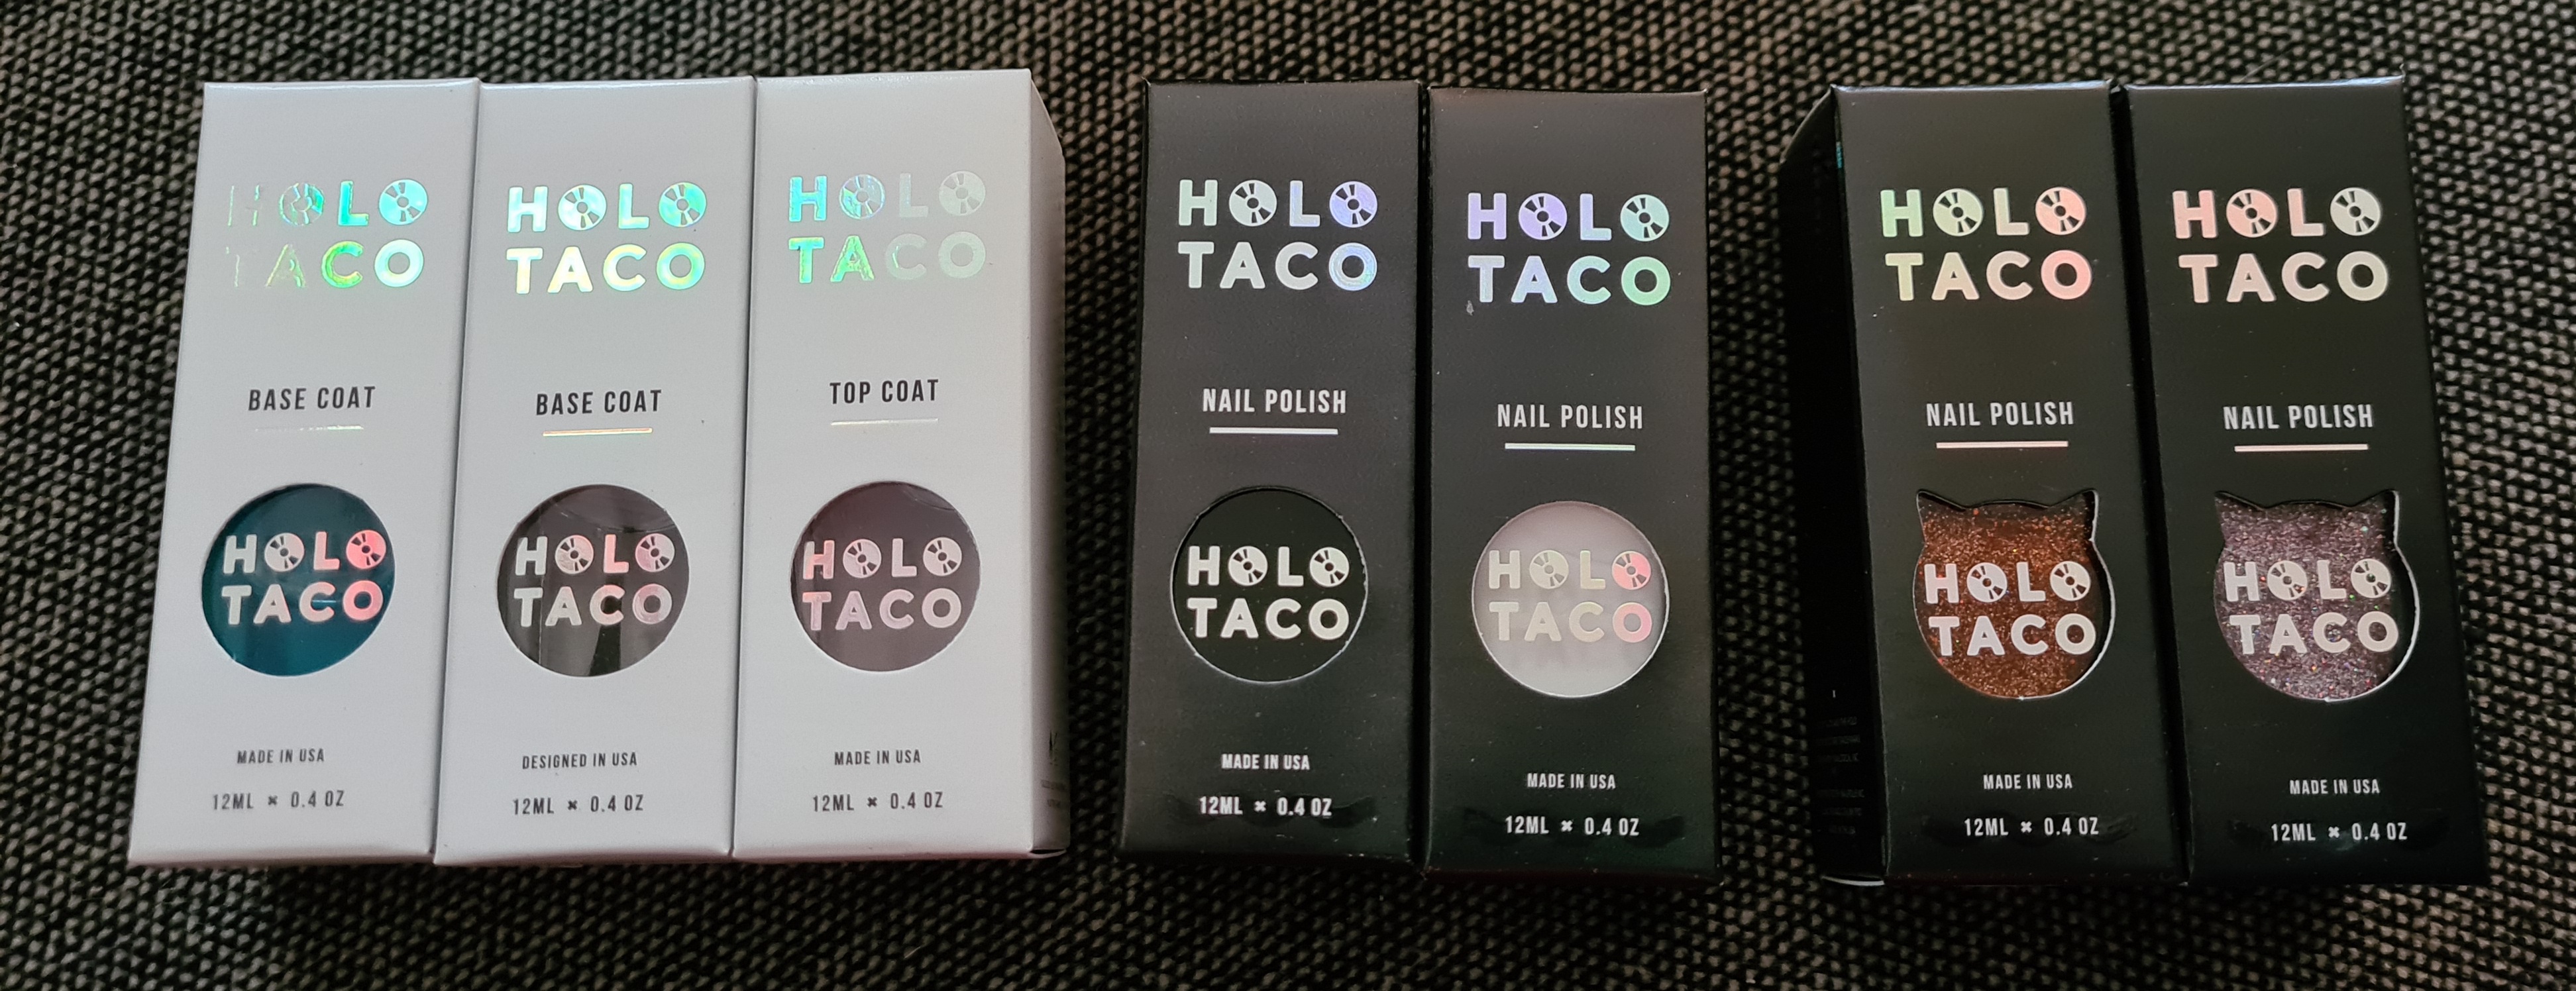 HOLO
TACO
BASE COAT
HOLO
TACO
MADE IN USA
12ML × 0.4 OZ
HOLO
TACO
BASE COAT
HOLO
TACO
DESIGNED IN USA
12ML × 0.4 OZ
HOLO
TACO
TOP COAT
HOLO
TACO
MADE IN USA
12ML × 0.4 OZ
HOLO
TACO
NAIL POLISH
HOLO
TACO
MADE IN USA
12ML × 0.4 OZ
HOLO
TACO
NAIL POLISH
HOLO
TACO
MADE IN USA
12ML × 0.4 OZ
HOLO
TACO
NAIL POLISH
HOLO
TACO
MADE IN USA
12ML × 0.4 OZ
HOLO
TACO
NAIL POLISH
HOLO
TACO
MADE IN USA
12ML × 0.4 OZ